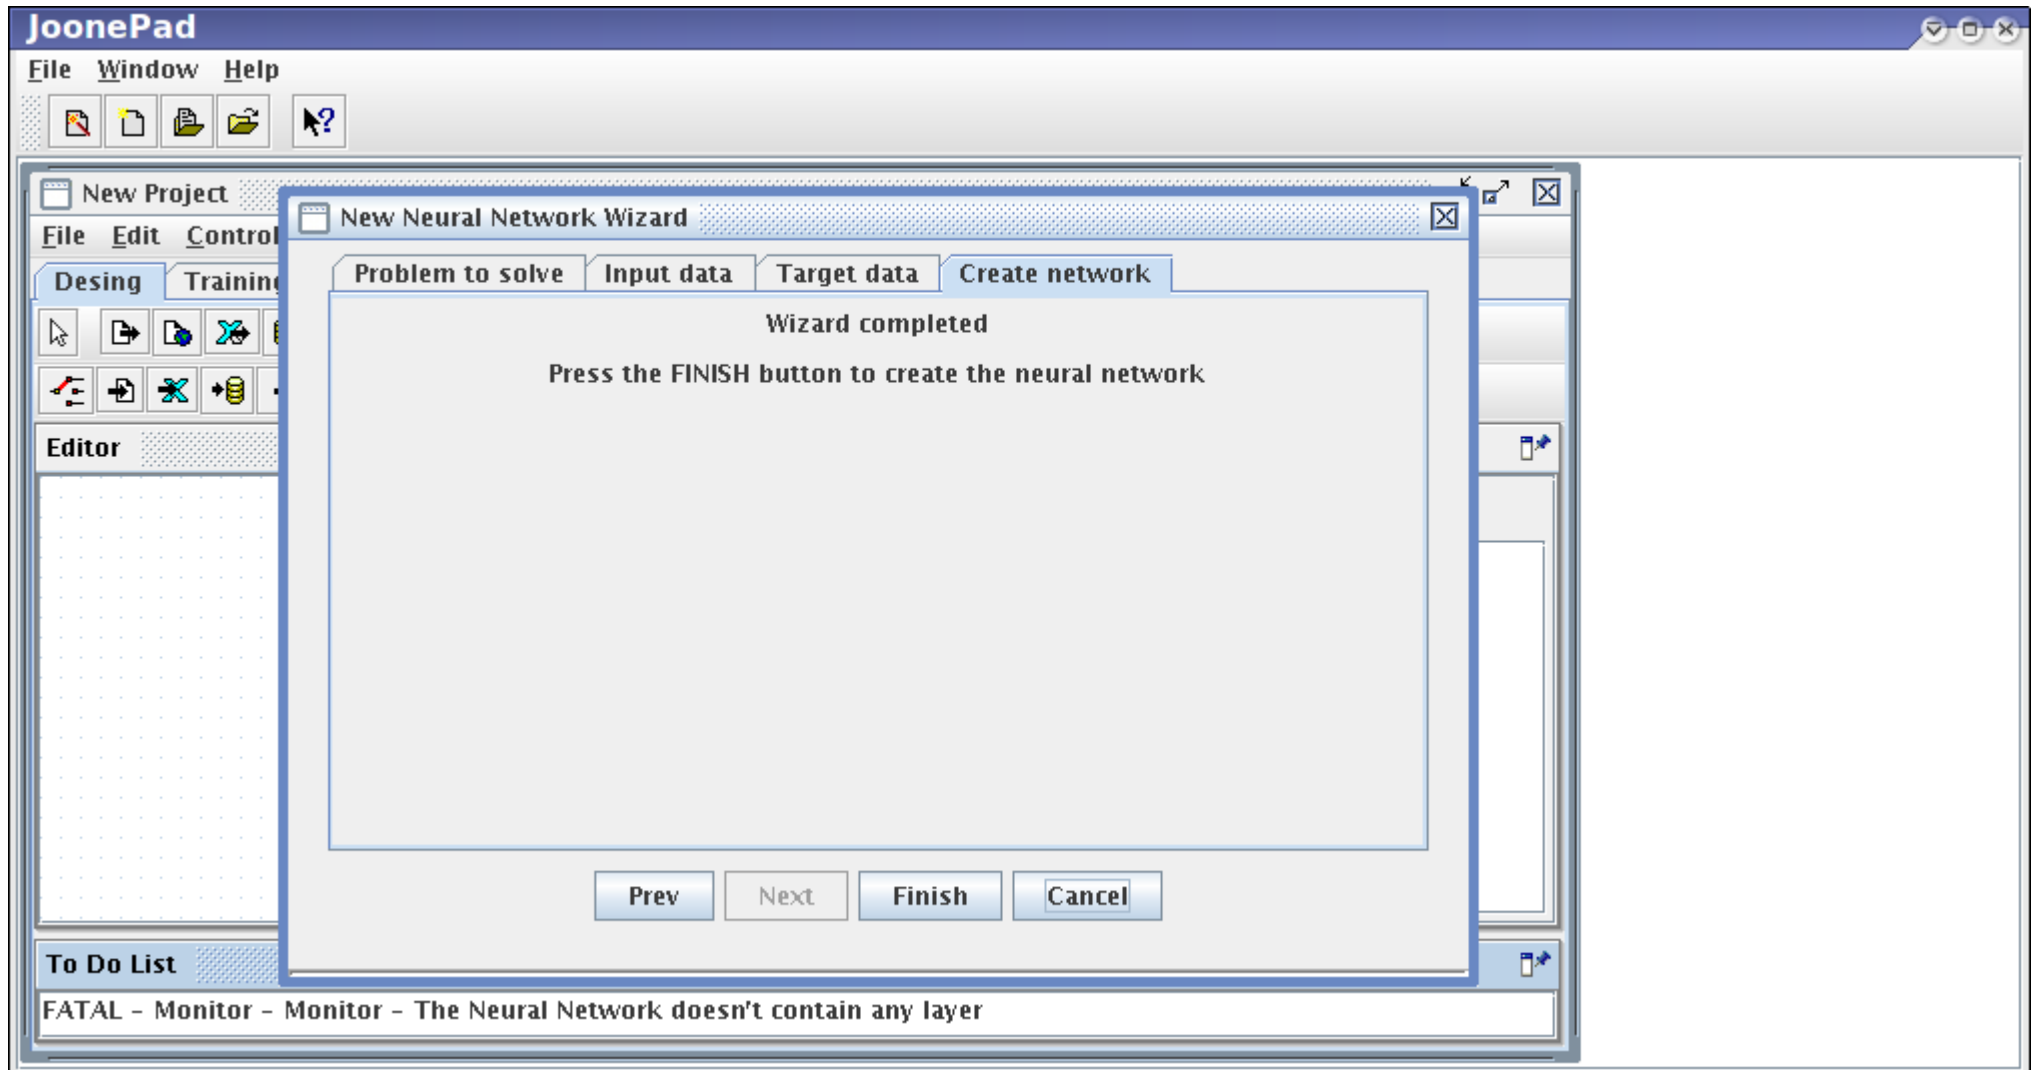 JoonePad
File Window Help
New Project
New Neural Network Wizard
File Edit Control
Problem to solve Input data Target data Create network
Desing Training
Wizard completed
Press the FINISH button to create the neural network
Editor
Prev Next Finish Cancel
To Do List
FATAL - Monitor - Monitor - The Neural Network doesn't contain any layer